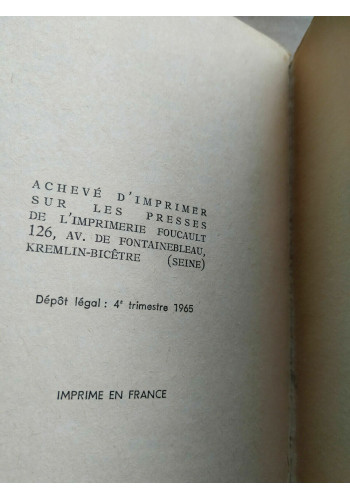 ACHEVÉ D'IMPRIMER
SUR LES PRESSES
DE L'IMPRIMERIE FOUCAULT
126, AV. DE FONTAINEBLEAU,
KREMLIN-BICÊTRE (SEINE)
Dépôt légal : 4e trimestre 1965
IMPRIME EN FRANCE